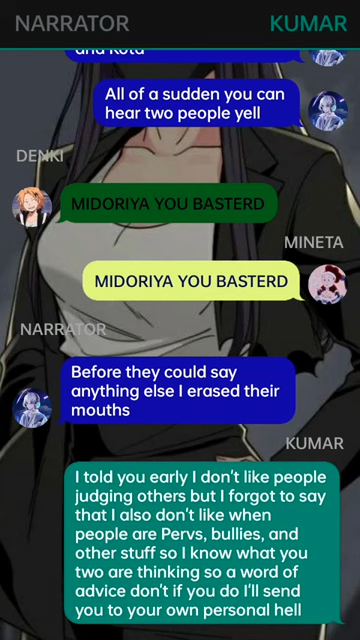 NARRATOR KUMAR
and Kota
All of a sudden you can
hear two people yell
DENKI
MIDORIYA YOU BASTERD
MINETA
MIDORIYA YOU BASTERD
NARRATOR
Before they could say
anything else I erased their
mouths
KUMAR
I told you early I don't like people
judging others but I forgot to say
that I also don't like when
people are Pervs, bullies, and
other stuff so I know what you
two are thinking so a word of
advice don't if you do I'll send
you to your own personal hell